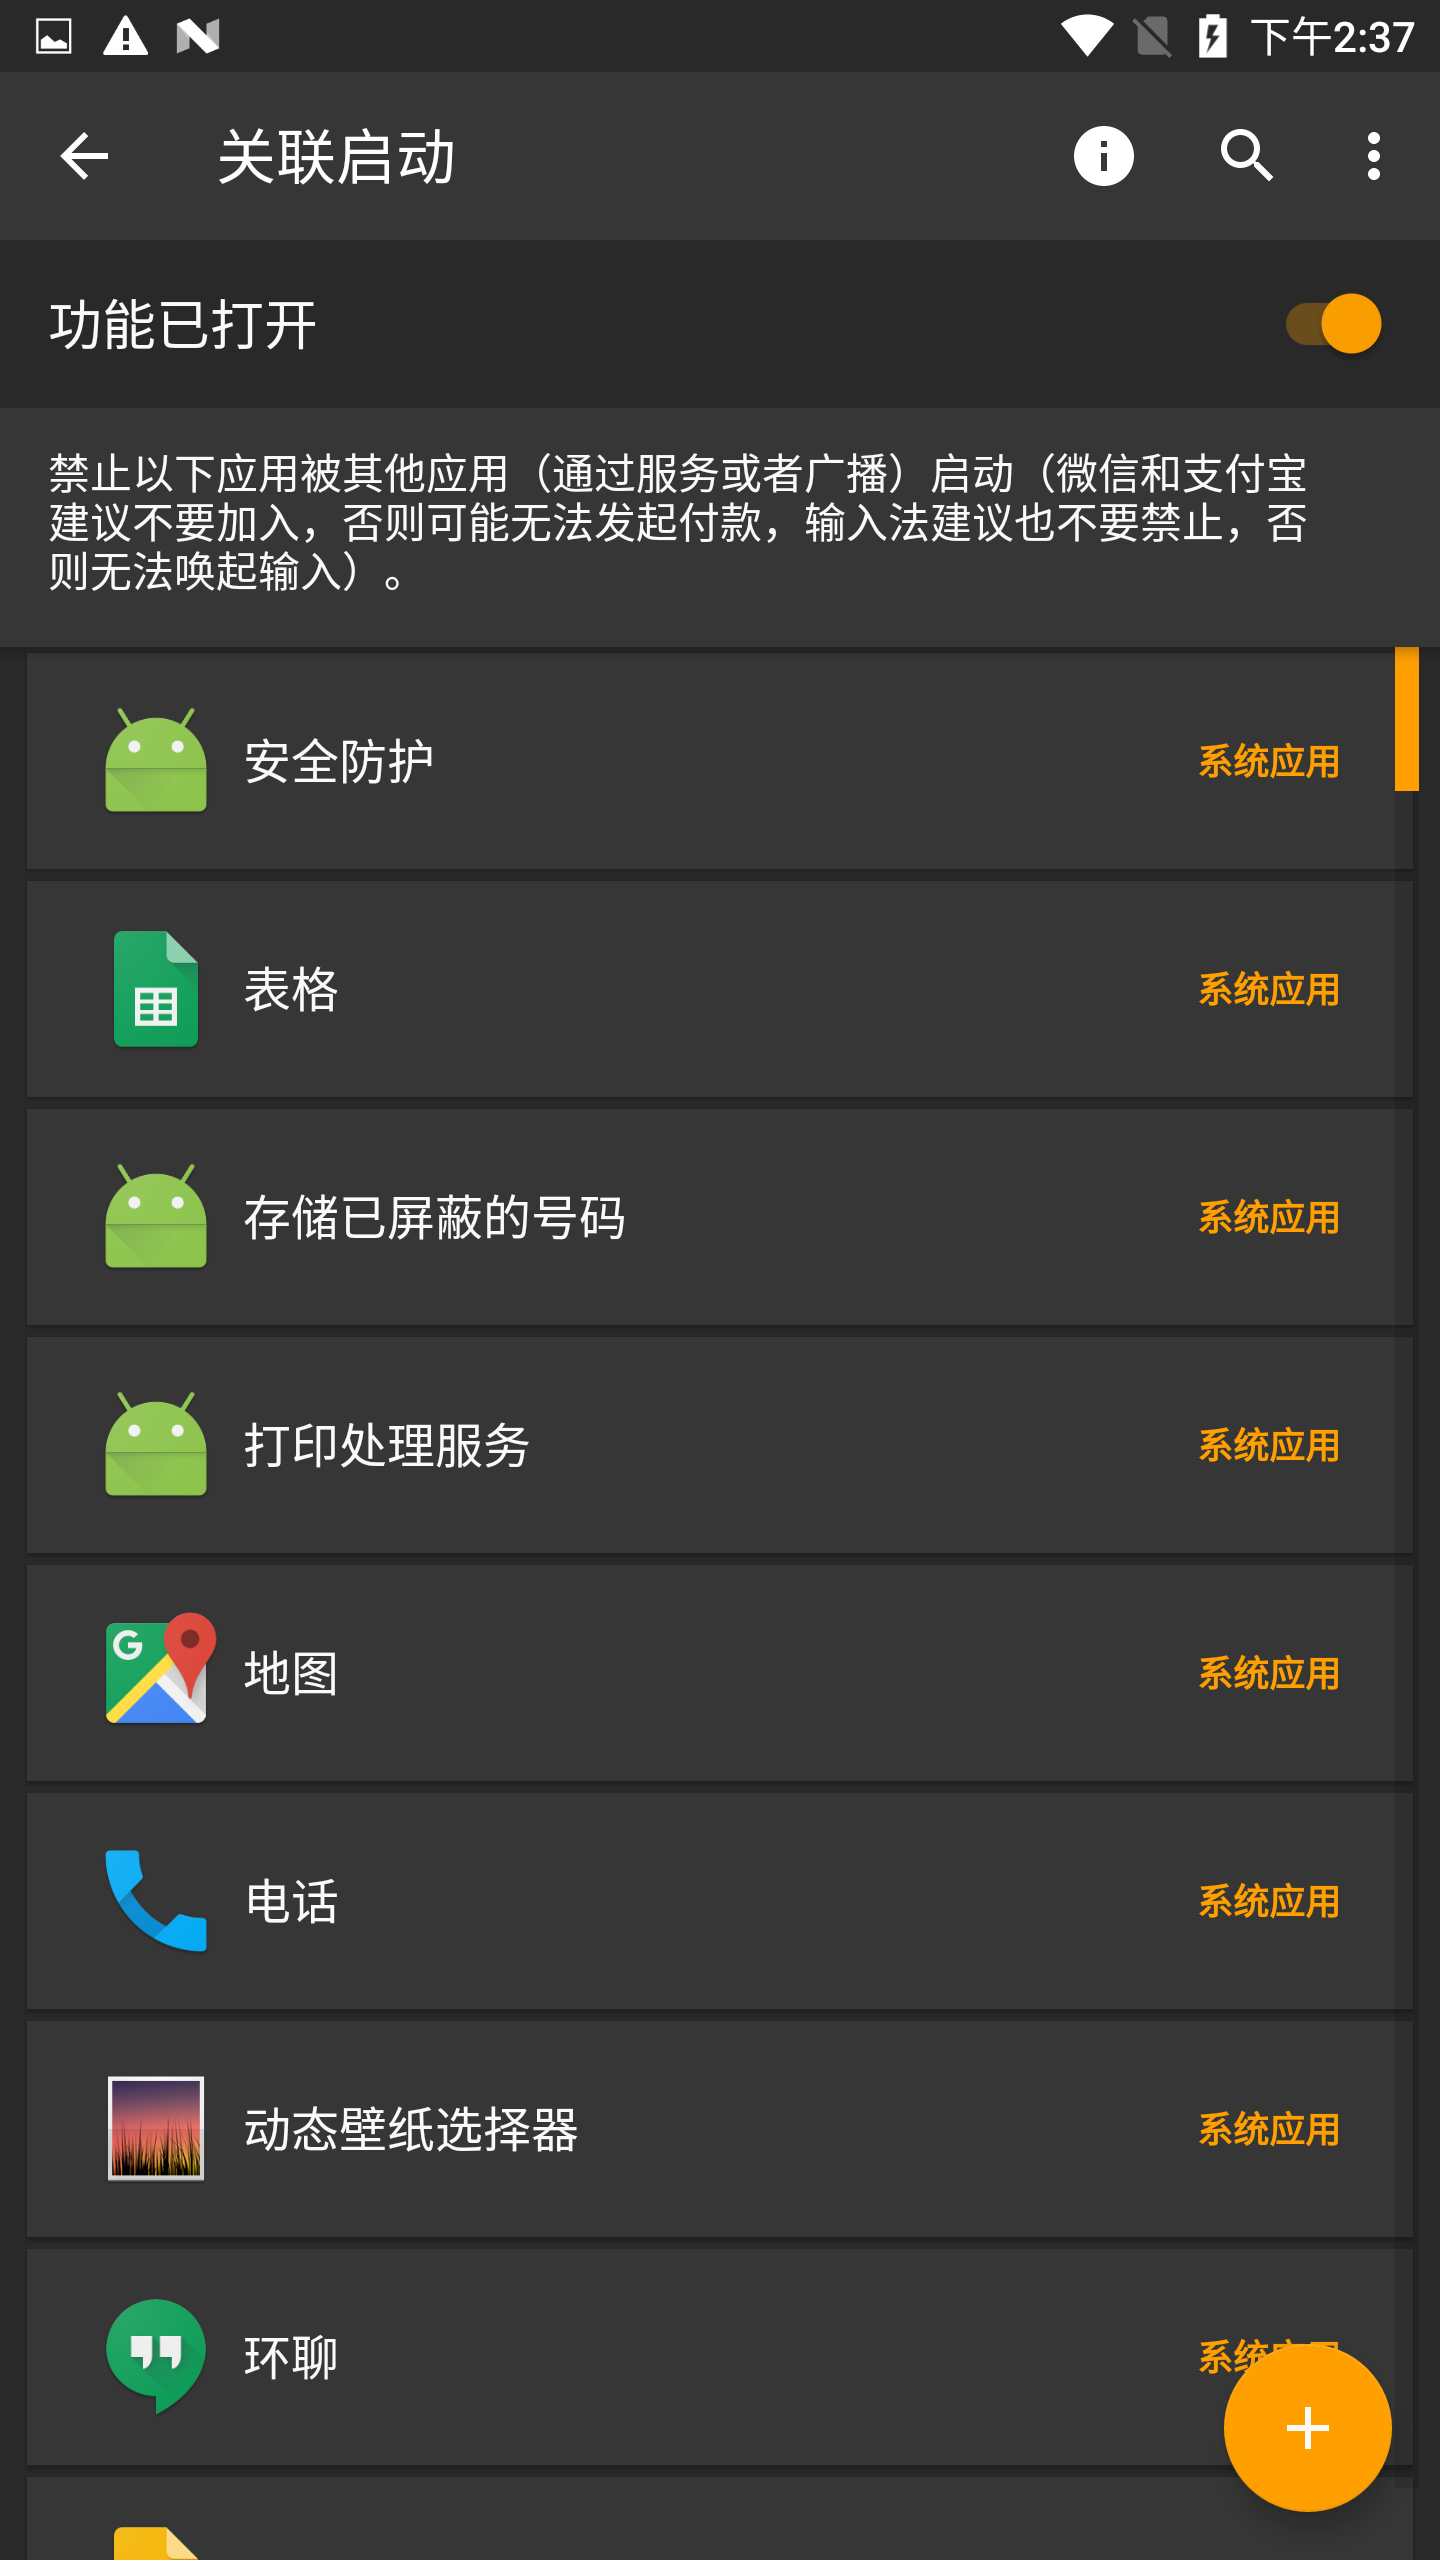 下午2:37
关联启动
功能已打开
禁止以下应用被其他应用（通过服务或者广播）启动（微信和支付宝
建议不要加入，否则可能无法发起付款，输入法建议也不要禁止，否
则无法唤起输入）。
安全防护 系统应用
表格 系统应用
存储已屏蔽的号码 系统应用
打印处理服务 系统应用
地图 系统应用
电话 系统应用
动态壁纸选择器 系统应用
环聊 系统应用